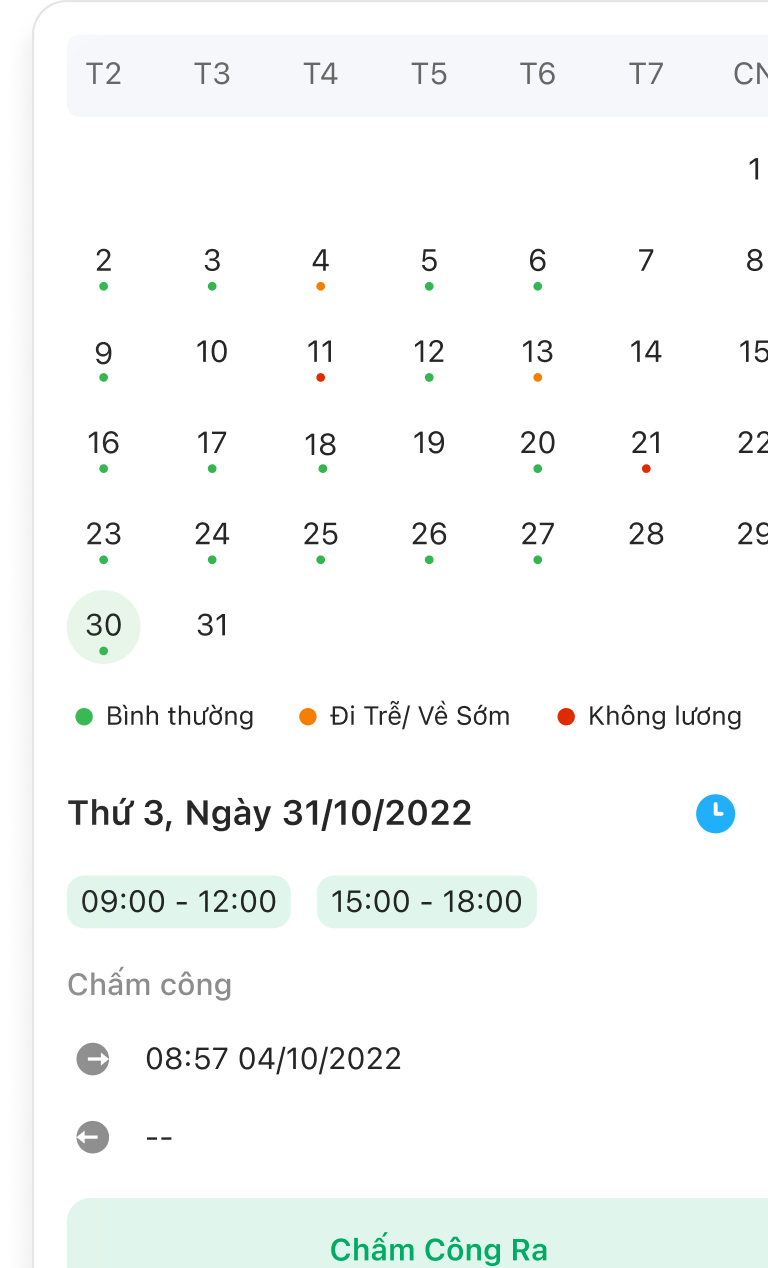 T2 T3 T4 T5 T6 T7 CN
1
2 3 4 5 6 7 8
9 10 11 12 13 14 15
16 17 18 19 20 21 22
23 24 25 26 27 28 29
30 31
Bình thường Đi Trễ/ Về Sớm Không lương
Thứ 3, Ngày 31/10/2022
09:00 - 12:00 15:00 - 18:00
Chấm công
08:57 04/10/2022
--
Chấm Công Ra